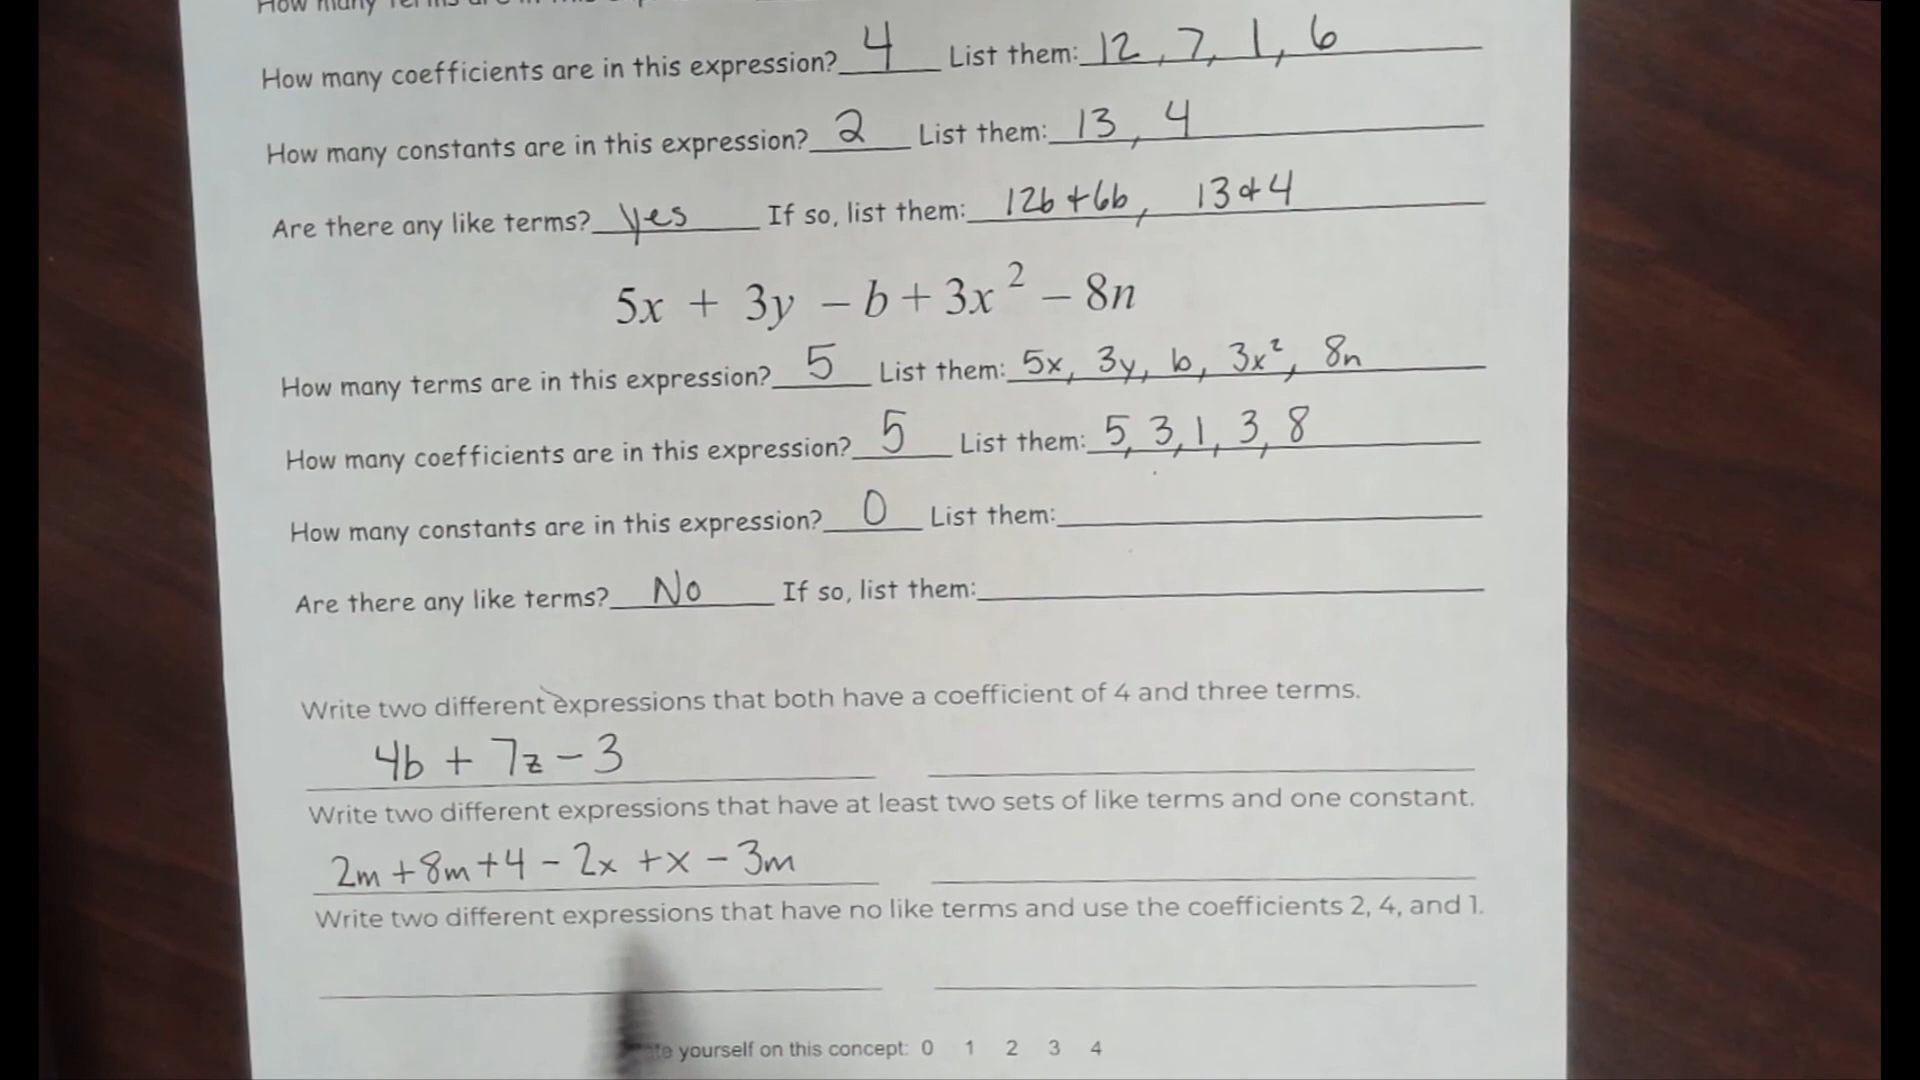 How many terms are in this
How many coefficients are in this expression? 4 List them: 12, 7, 1, 6
How many constants are in this expression? 2 List them: 13, 4
Are there any like terms? yes If so, list them: 12b + 6b, 13 & 4
5x + 3y – b + 3x² – 8n
How many terms are in this expression? 5 List them: 5x, 3y, b, 3x², 8n
How many coefficients are in this expression? 5 List them: 5, 3, 1, 3, 8
How many constants are in this expression? 0 List them:
Are there any like terms? No If so, list them:
Write two different expressions that both have a coefficient of 4 and three terms.
4b + 7z - 3
Write two different expressions that have at least two sets of like terms and one constant.
2m + 8m + 4 - 2x + x - 3m
Write two different expressions that have no like terms and use the coefficients 2, 4, and 1.
yourself on this concept: 0 1 2 3 4